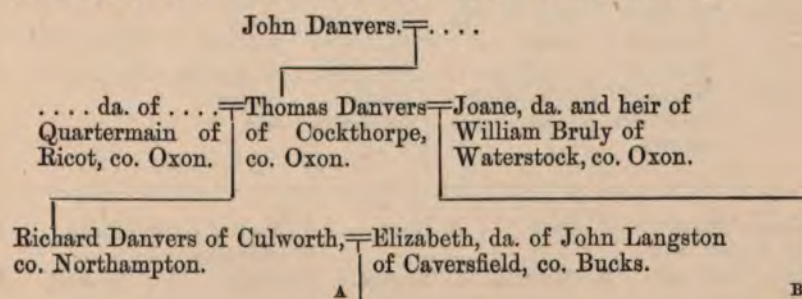 John Danvers.=. . . .
. . . . da. of . . . .=Thomas Danvers=Joane, da. and heir of
Quartermain of of Cockthorpe, William Bruly of
Ricot, co. Oxon. co. Oxon. Waterstock, co. Oxon.
Richard Danvers of Culworth,=Elizabeth, da. of John Langston
co. Northampton. of Caversfield, co. Bucks.
A B